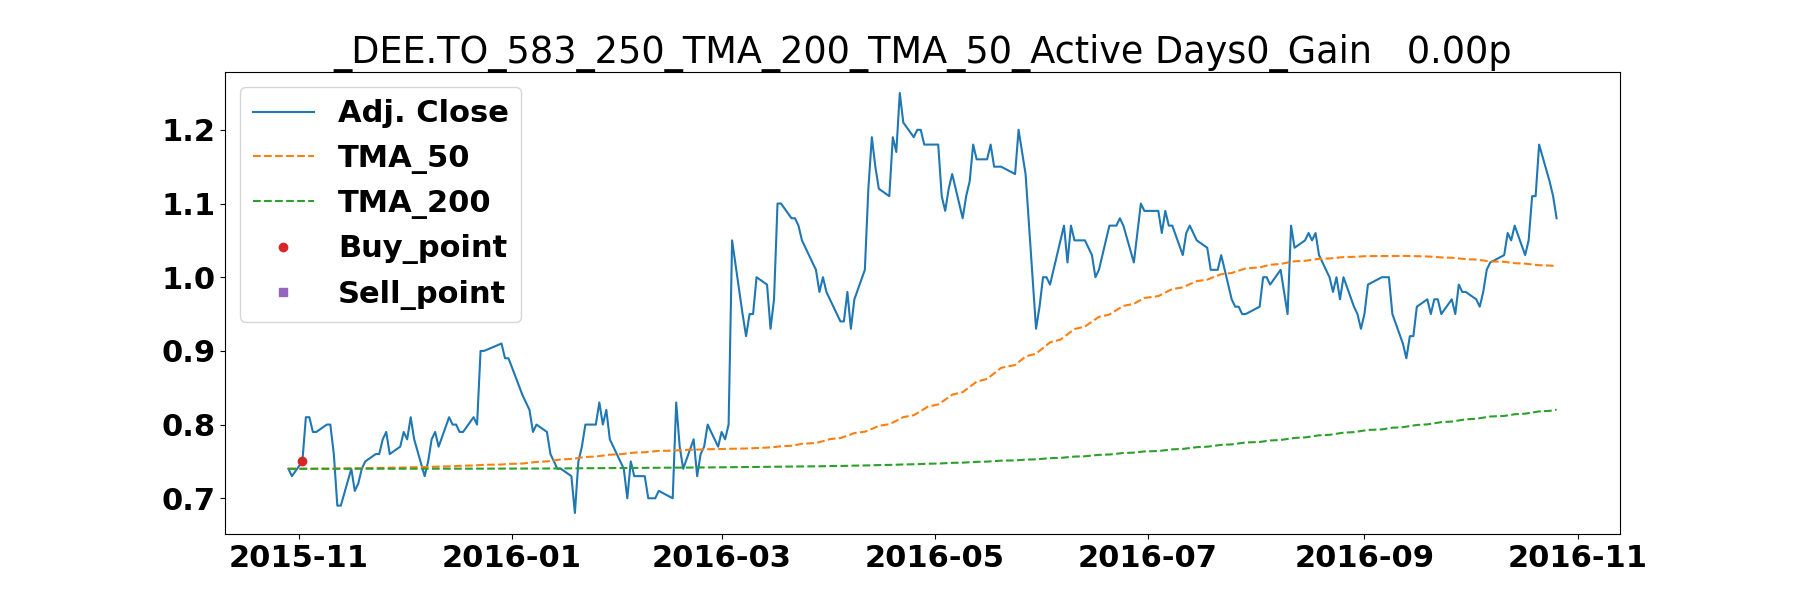 _DEE.TO_583_250_TMA_200_TMA_50_Active Days0_Gain   0.00p
Adj. Close
TMA_50
TMA_200
Buy_point
Sell_point
1.2
1.1
1.0
0.9
0.8
0.7
2015-11 2016-01 2016-03 2016-05 2016-07 2016-09 2016-11